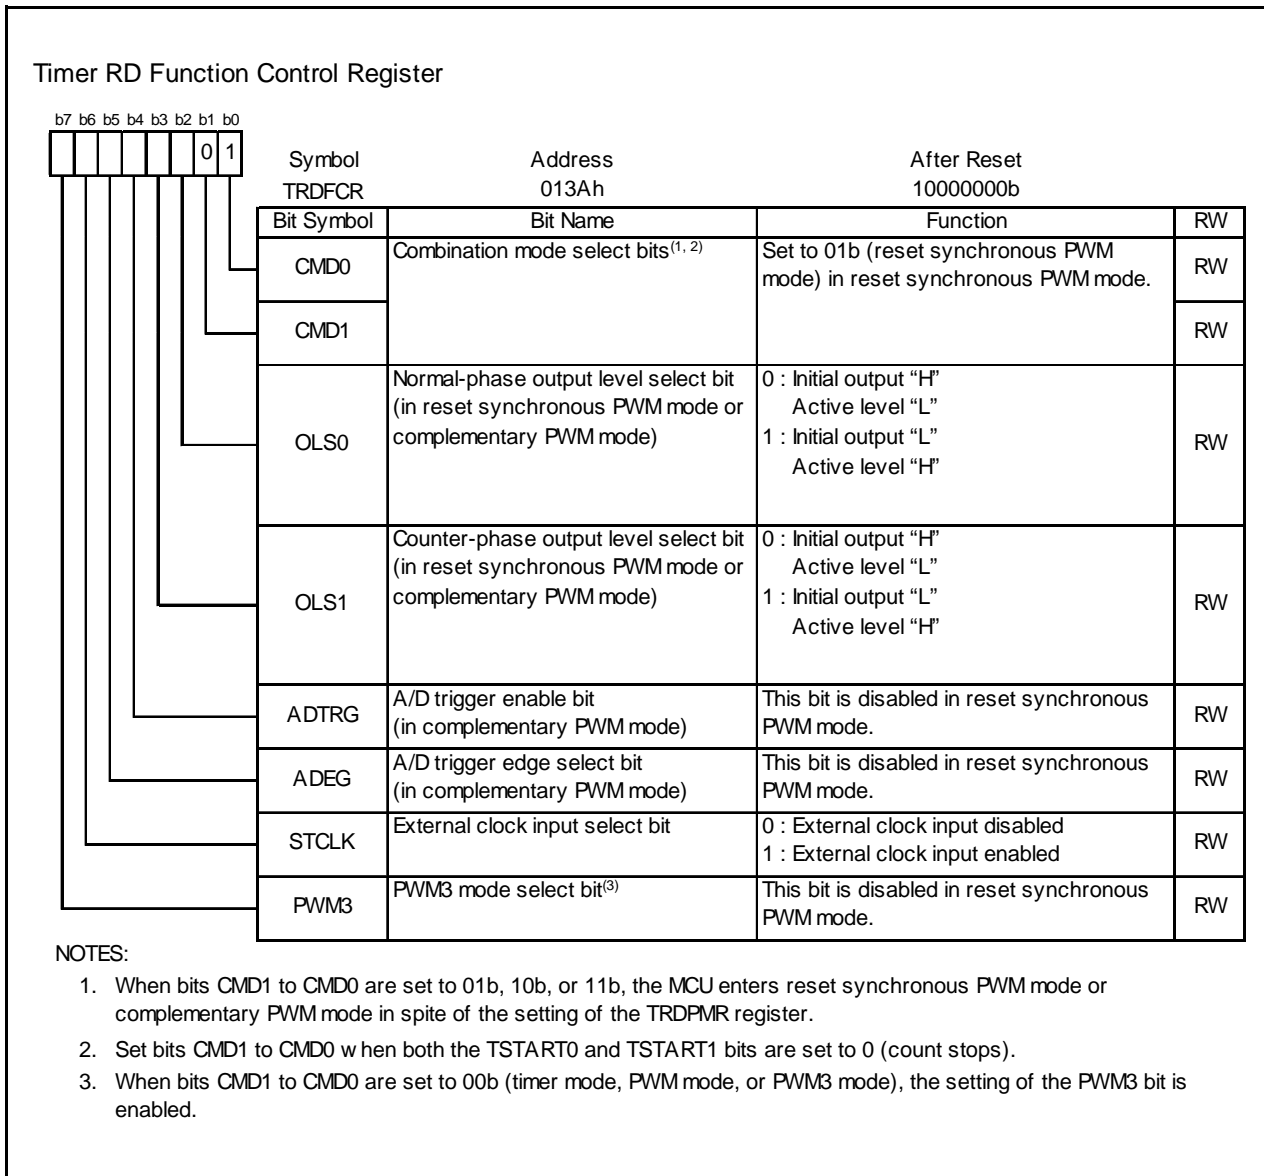 Timer RD Function Control Register
b7 b6 b5 b4 b3 b2 b1 b0
0 1
Symbol Address After Reset
TRDFCR 013Ah 10000000b
Bit Symbol Bit Name Function RW
CMD0 Combination mode select bits(1, 2) Set to 01b (reset synchronous PWM
mode) in reset synchronous PWM mode. RW
CMD1 RW
OLS0 Normal-phase output level select bit
(in reset synchronous PWM mode or
complementary PWM mode)
0 : Initial output “H”
Active level “L”
1 : Initial output “L”
Active level “H”
RW
OLS1 Counter-phase output level select bit
(in reset synchronous PWM mode or
complementary PWM mode)
0 : Initial output “H”
Active level “L”
1 : Initial output “L”
Active level “H”
RW
ADTRG A/D trigger enable bit
(in complementary PWM mode)
This bit is disabled in reset synchronous
PWM mode.
RW
ADEG A/D trigger edge select bit
(in complementary PWM mode)
This bit is disabled in reset synchronous
PWM mode.
RW
STCLK External clock input select bit
0 : External clock input disabled
1 : External clock input enabled
RW
PWM3 PWM3 mode select bit(3)
This bit is disabled in reset synchronous
PWM mode.
RW
NOTES:
1. When bits CMD1 to CMD0 are set to 01b, 10b, or 11b, the MCU enters reset synchronous PWM mode or
complementary PWM mode in spite of the setting of the TRDPMR register.
2. Set bits CMD1 to CMD0 w hen both the TSTART0 and TSTART1 bits are set to 0 (count stops).
3. When bits CMD1 to CMD0 are set to 00b (timer mode, PWM mode, or PWM3 mode), the setting of the PWM3 bit is
enabled.